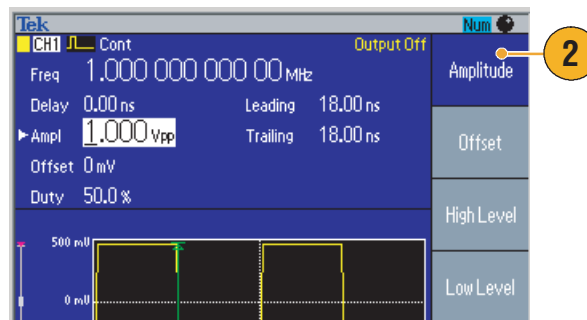 Tek Num
CH1 Cont Output Off
Freq 1.000 000 000 00 MHz
Delay 0.00 ns Leading 18.00 ns
Ampl 1.000 Vpp Trailing 18.00 ns
Offset 0 mV
Duty 50.0 %
500 mV
0 mV
Amplitude
Offset
High Level
Low Level
2